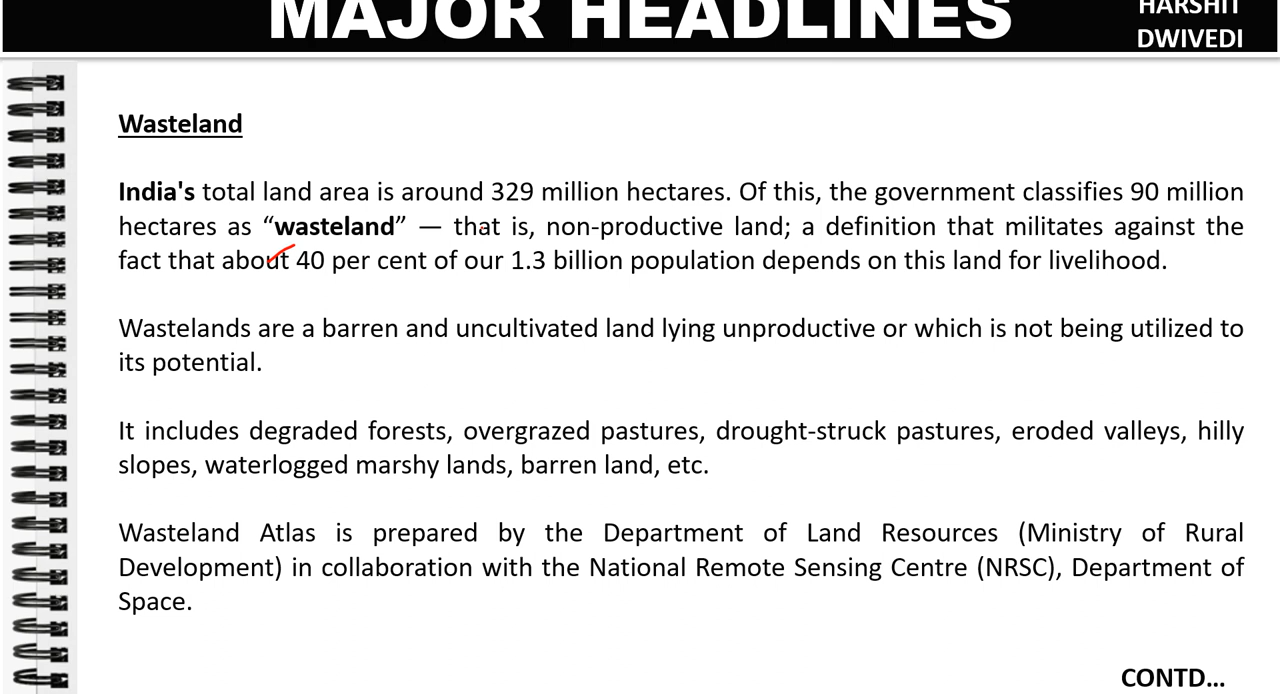 MAJOR HEADLINES
HARSHIT
DWIVEDI
Wasteland
India's total land area is around 329 million hectares. Of this, the government classifies 90 million
hectares as “wasteland” — that is, non-productive land; a definition that militates against the
fact that about 40 per cent of our 1.3 billion population depends on this land for livelihood.
Wastelands are a barren and uncultivated land lying unproductive or which is not being utilized to
its potential.
It includes degraded forests, overgrazed pastures, drought-struck pastures, eroded valleys, hilly
slopes, waterlogged marshy lands, barren land, etc.
Wasteland Atlas is prepared by the Department of Land Resources (Ministry of Rural
Development) in collaboration with the National Remote Sensing Centre (NRSC), Department of
Space.
CONTD...